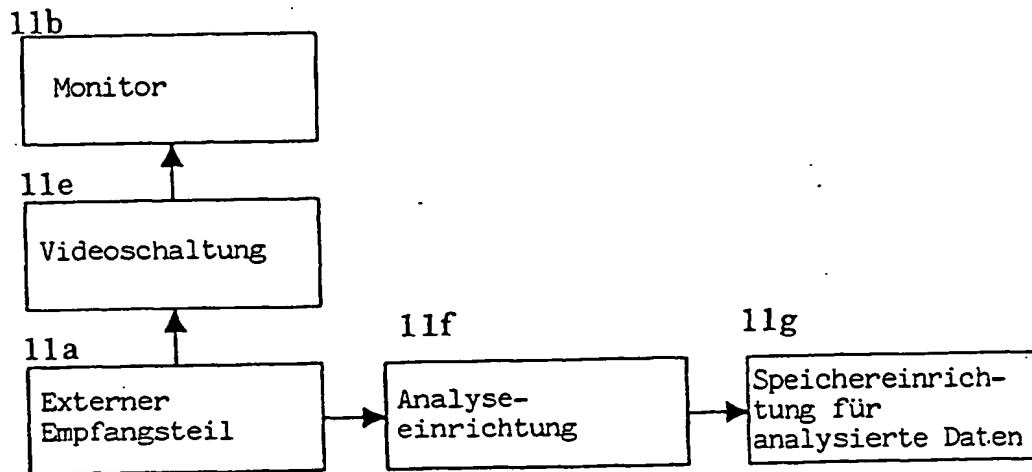 11b
Monitor
11e
Videoschaltung
11a
Externer
Empfangsteil
11f
Analyse-
einrichtung
11g
Speichereinrich-
tung für
analysierte Daten